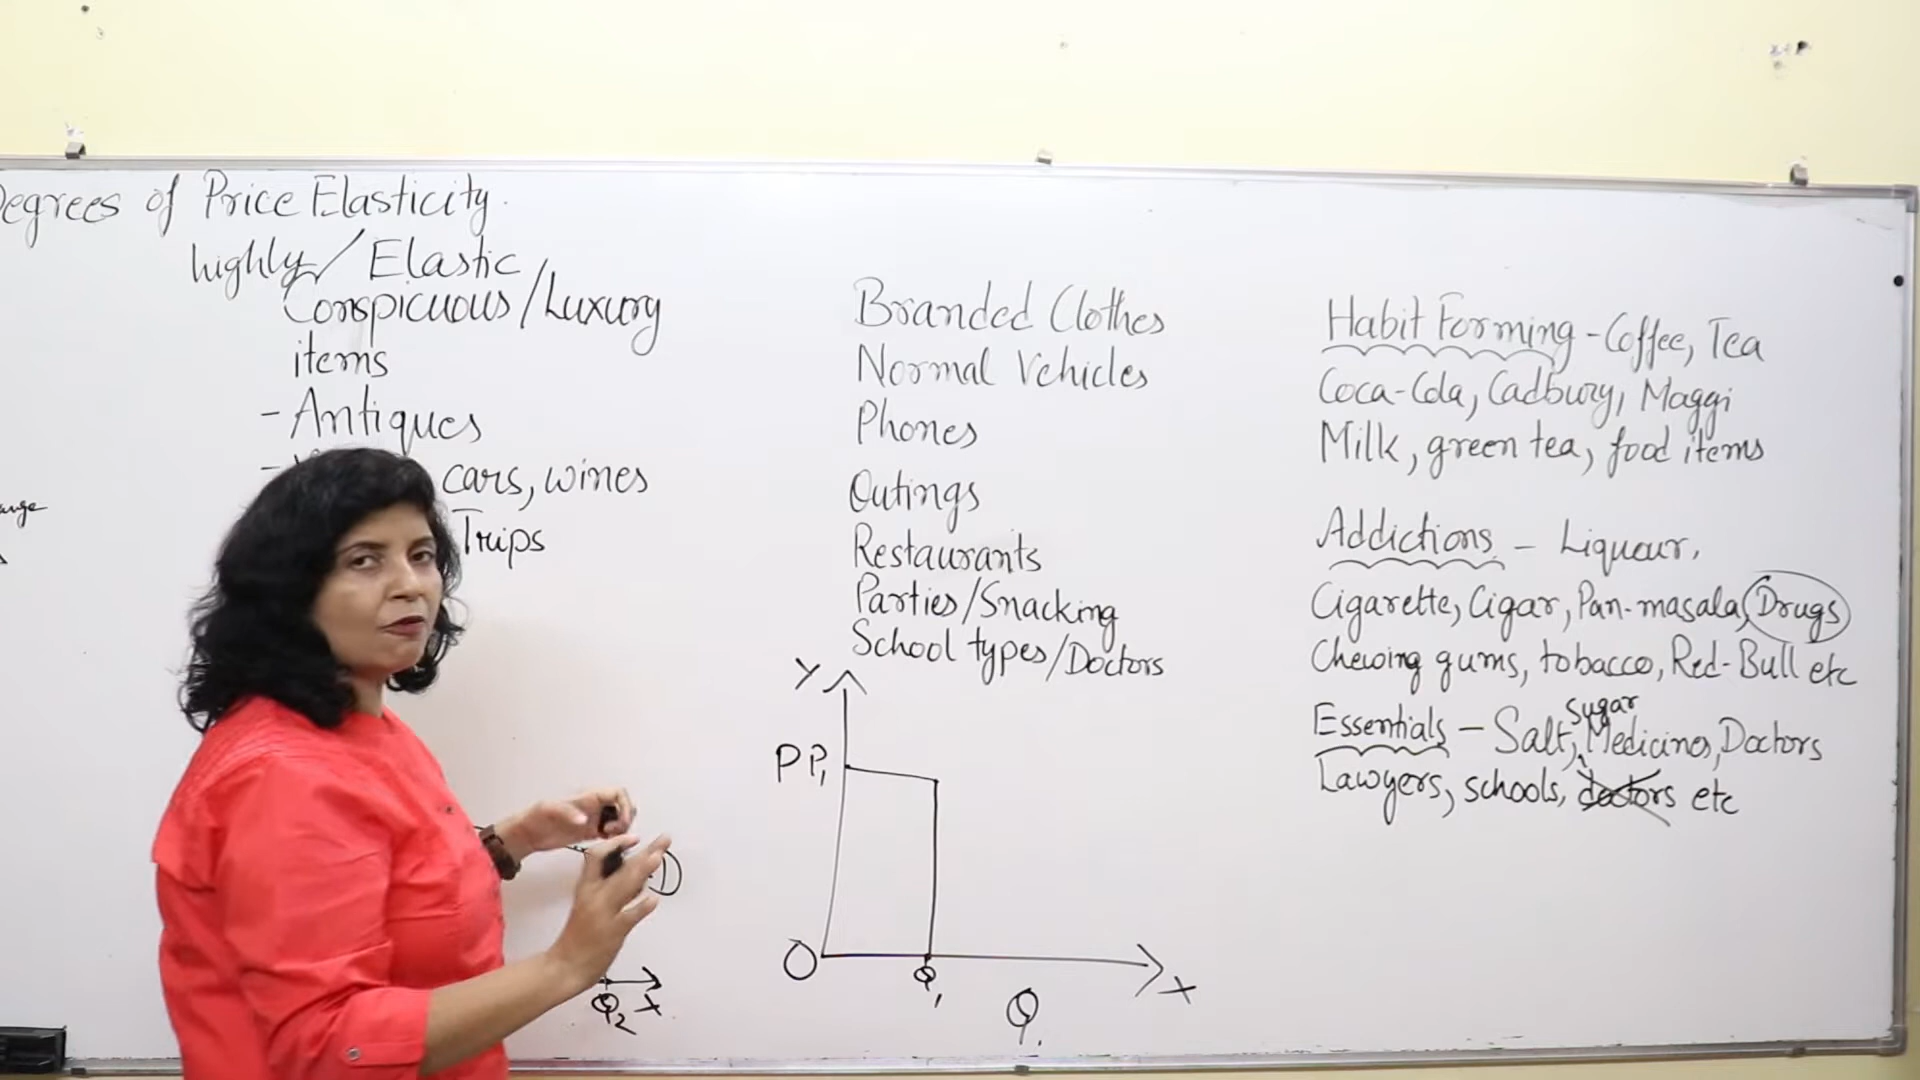 Degrees of Price Elasticity.
highly/Elastic
Conspicuous/Luxury
items
- Antiques
cars, wines
Trips
Q2 X
Branded Clothes
Normal Vehicles
Phones
Outings
Restaurants
Parties/Snacking
School types/Doctors
Y
P P1
O Q1 X
Q
Habit Forming - Coffee, Tea
Coca-Cola, Cadbury, Maggi
Milk, green tea, food items
Addictions - Liqueur,
Cigarette, Cigar, Pan-masala, Drugs
Chewing gums, tobacco, Red-Bull etc
Essentials - Salt, sugar Medicines, Doctors
Lawyers, schools, doctors etc